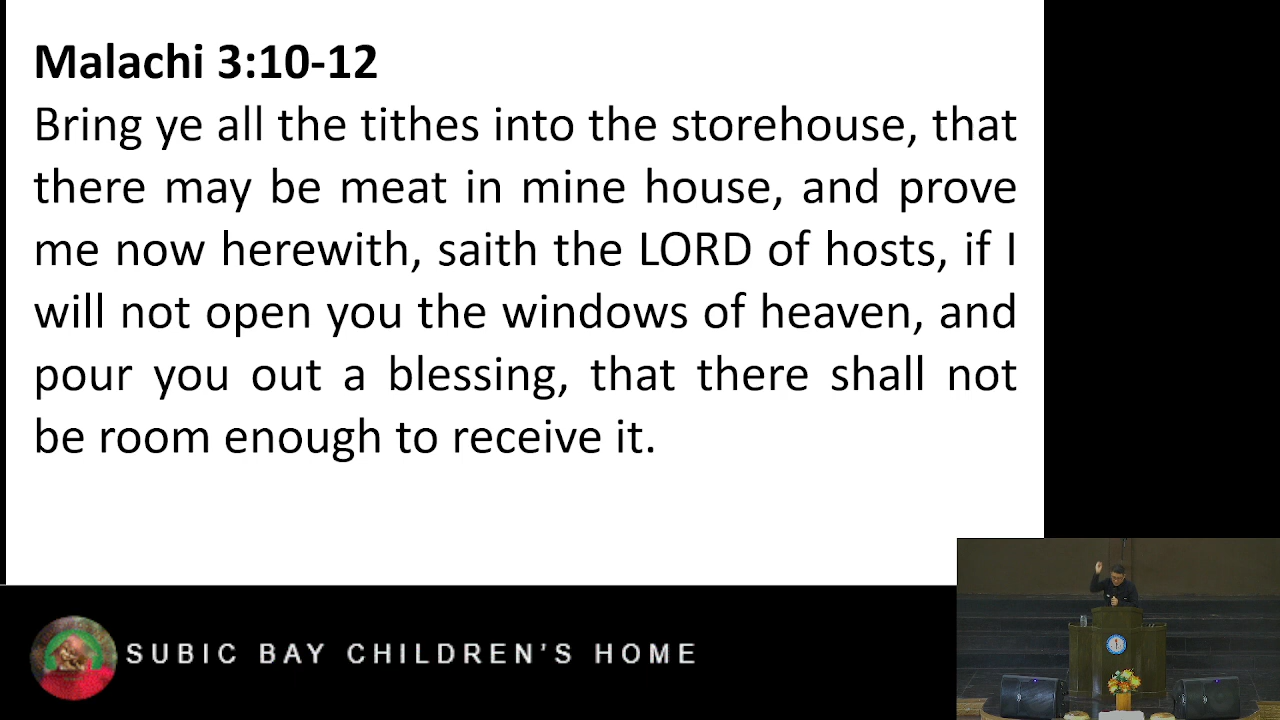 Malachi 3:10-12
Bring ye all the tithes into the storehouse, that
there may be meat in mine house, and prove
me now herewith, saith the LORD of hosts, if I
will not open you the windows of heaven, and
pour you out a blessing, that there shall not
be room enough to receive it.
SUBIC BAY CHILDREN'S HOME